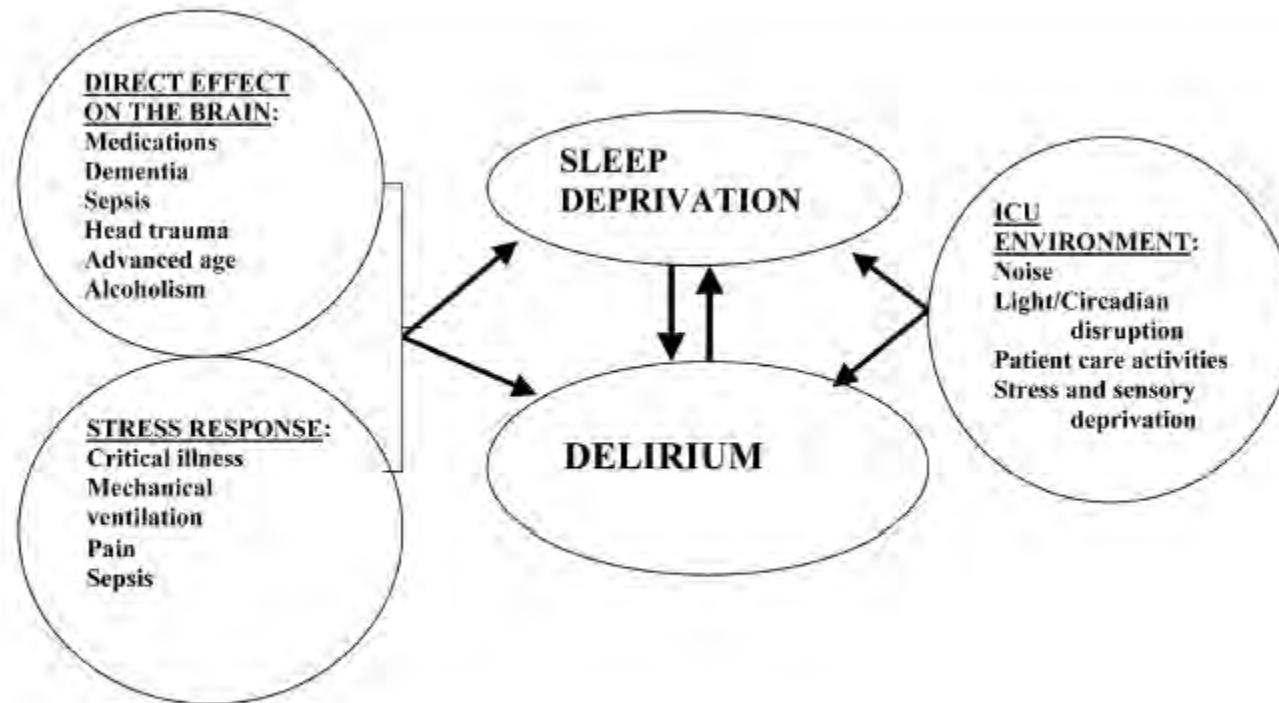 DIRECT EFFECT
ON THE BRAIN:
Medications
Dementia
Sepsis
Head trauma
Advanced age
Alcoholism
STRESS RESPONSE:
Critical illness
Mechanical
ventilation
Pain
Sepsis
SLEEP
DEPRIVATION
DELIRIUM
ICU
ENVIRONMENT:
Noise
Light/Circadian
disruption
Patient care activities
Stress and sensory
deprivation